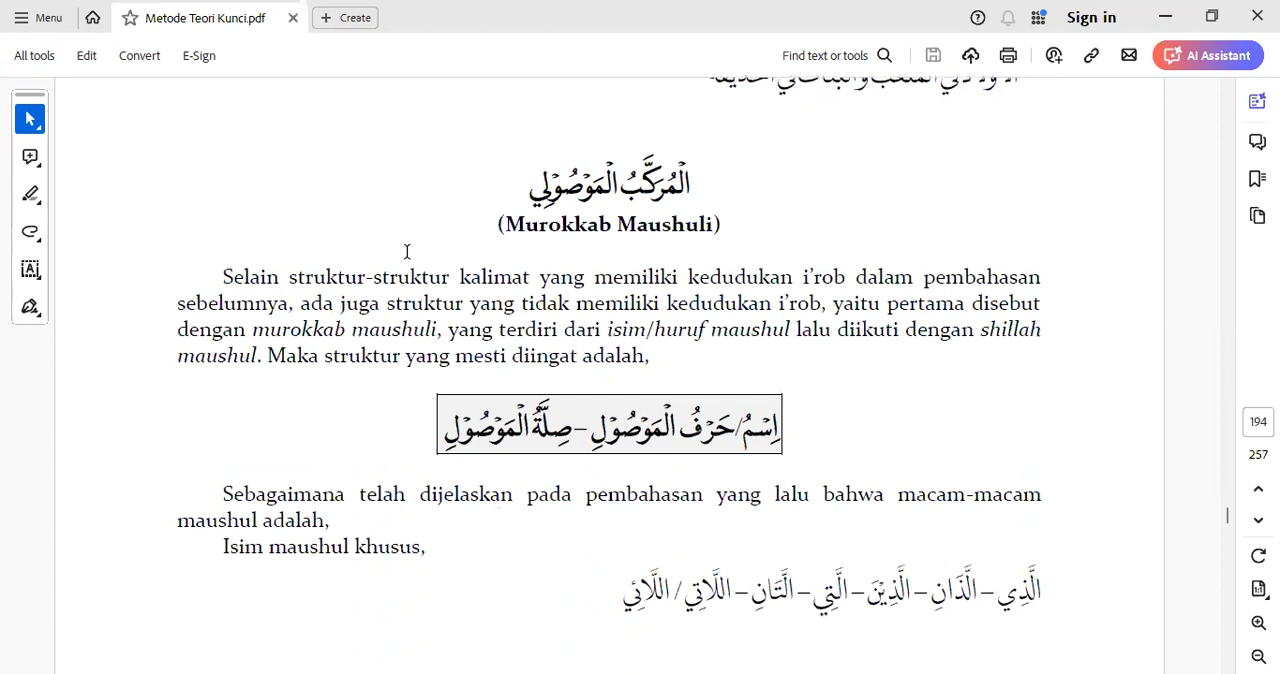 Menu
Metode Teori Kunci.pdf
Create
Sign in
All tools
Edit
Convert
E-Sign
Find text or tools
AI Assistant
الْمُرَكَّبُ الْمَوْصُوْلِي
(Murokkab Maushuli)
Selain struktur-struktur kalimat yang memiliki kedudukan i’rob dalam pembahasan
sebelumnya, ada juga struktur yang tidak memiliki kedudukan i’rob, yaitu pertama disebut
dengan murokkab maushuli, yang terdiri dari isim/huruf maushul lalu diikuti dengan shillah
maushul. Maka struktur yang mesti diingat adalah,
اِسْمُ/حَرْفُ الْمَوْصُوْلِ – صِلَّةُ الْمَوْصُوْلِ
Sebagaimana telah dijelaskan pada pembahasan yang lalu bahwa macam-macam
maushul adalah,
Isim maushul khusus,
الَّذِي – الَّذَانِ – الَّذِيْنَ – الَّتِي – الَّتَانِ – اللَّاتِي / اللَّائِي
194
257